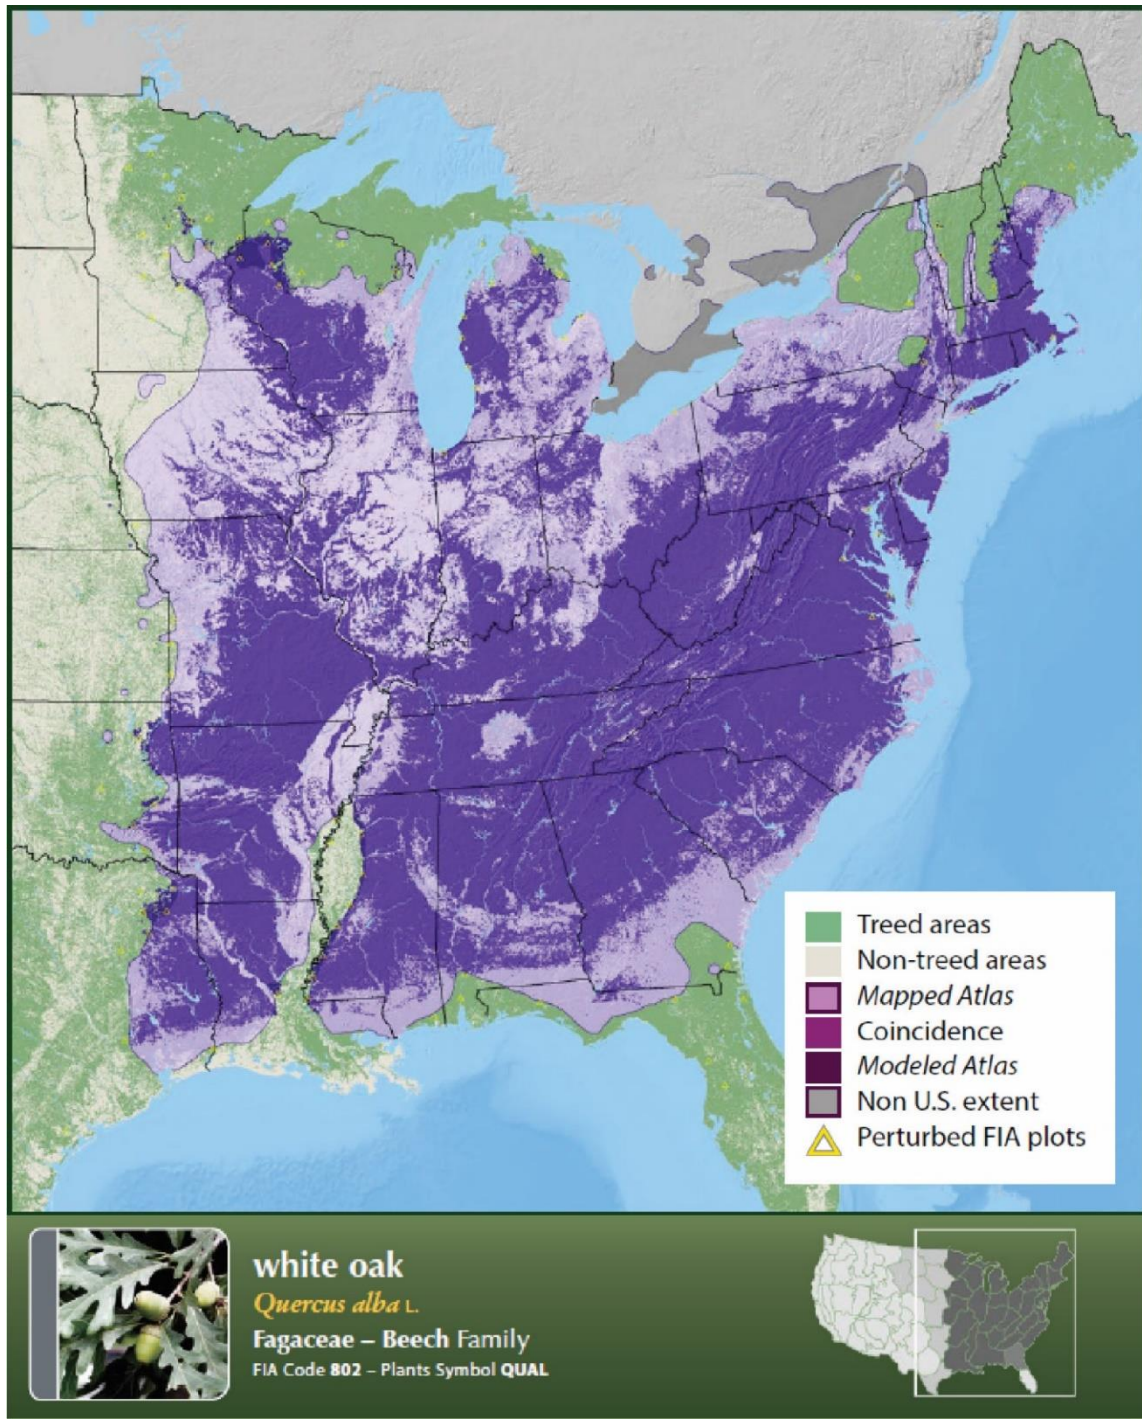 Treed areas
Non-treed areas
Mapped Atlas
Coincidence
Modeled Atlas
Non U.S. extent
Perturbed FIA plots
white oak
Quercus alba L.
Fagaceae – Beech Family
FIA Code 802 – Plants Symbol QUAL